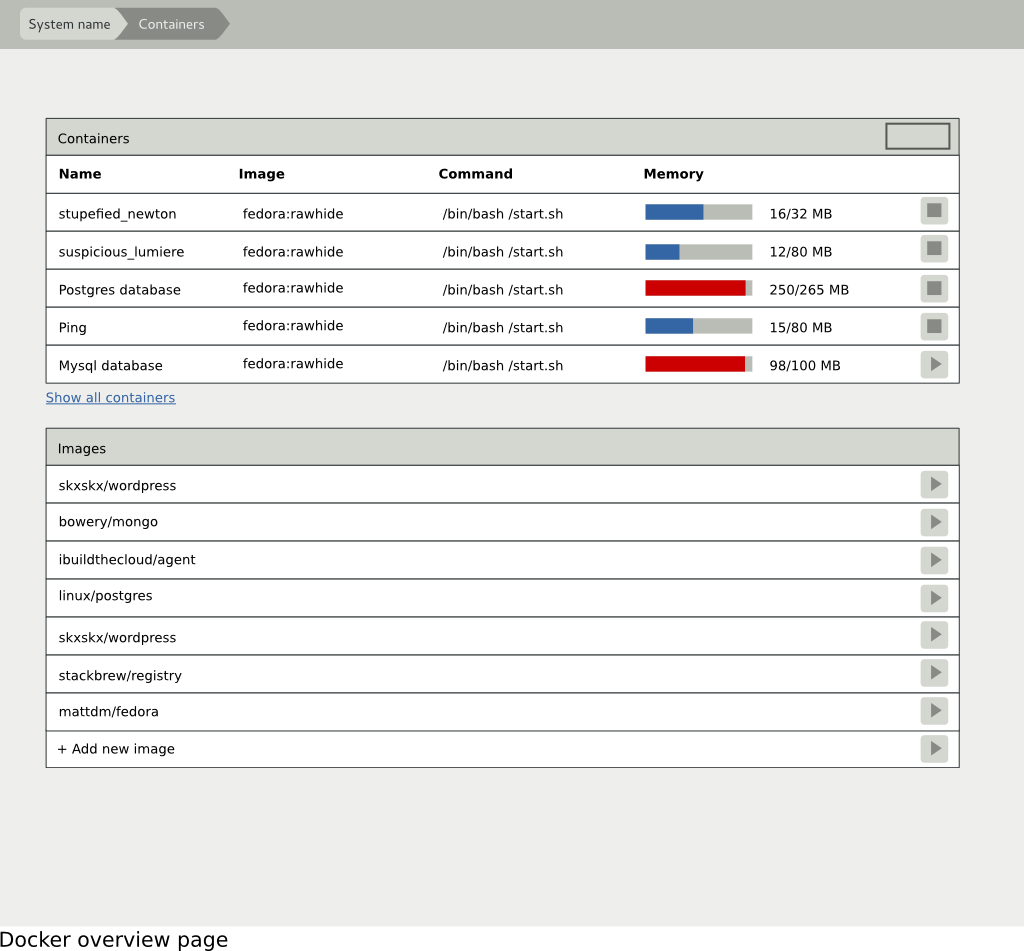 System name Containers
Containers
Name Image Command Memory
stupefied_newton fedora:rawhide /bin/bash /start.sh 16/32 MB
suspicious_lumiere fedora:rawhide /bin/bash /start.sh 12/80 MB
Postgres database fedora:rawhide /bin/bash /start.sh 250/265 MB
Ping fedora:rawhide /bin/bash /start.sh 15/80 MB
Mysql database fedora:rawhide /bin/bash /start.sh 98/100 MB
Show all containers
Images
skxskx/wordpress
bowery/mongo
ibuildthecloud/agent
linux/postgres
skxskx/wordpress
stackbrew/registry
mattdm/fedora
+ Add new image
Docker overview page